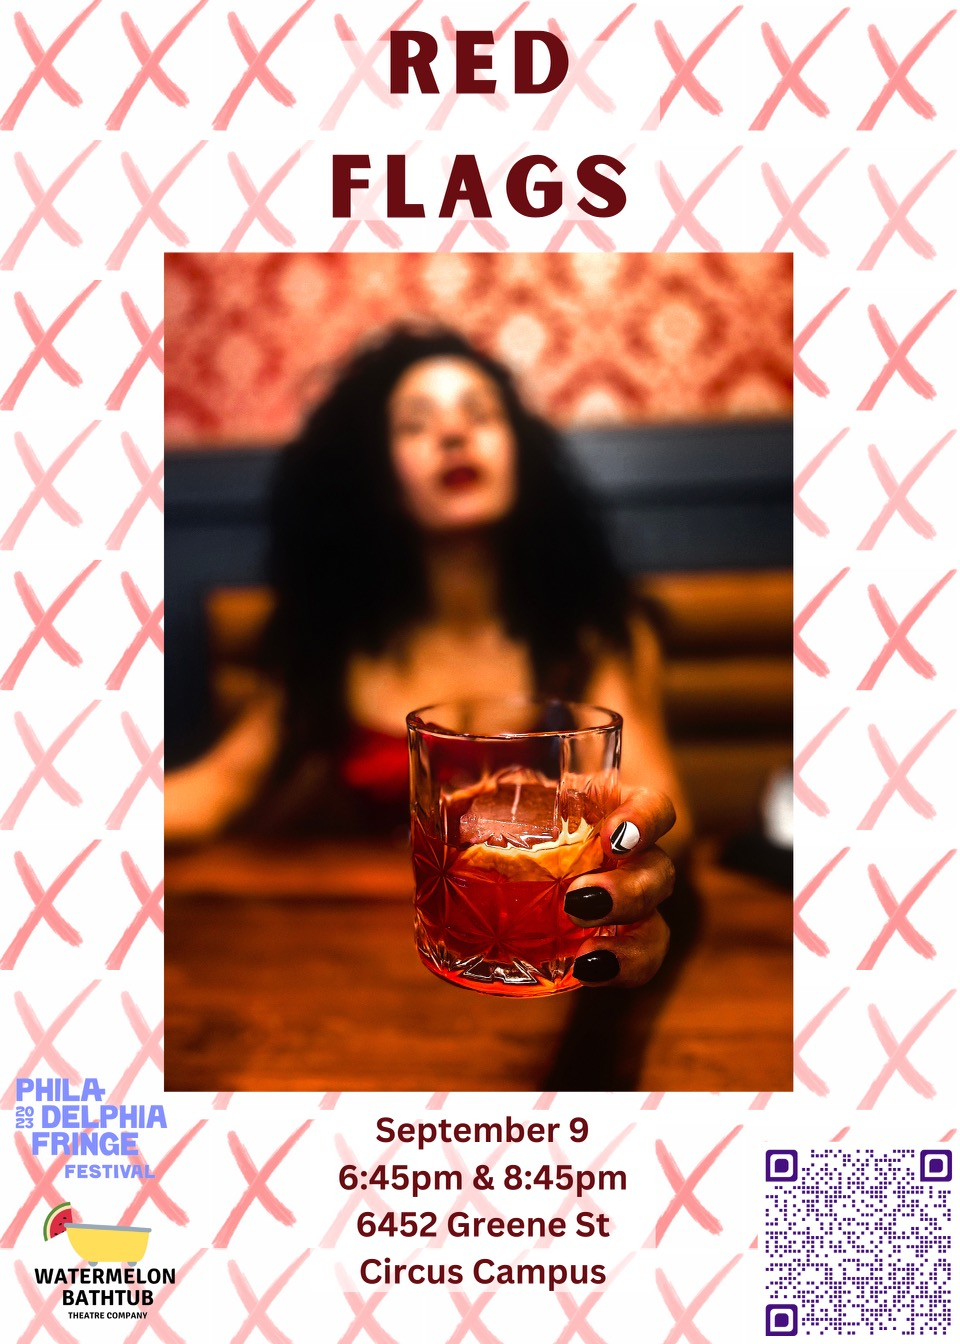 RED
FLAGS
September 9
6:45pm & 8:45pm
6452 Greene St
Circus Campus
PHILA-
2023 DELPHIA
FRINGE
FESTIVAL
WATERMELON
BATHTUB
THEATRE COMPANY